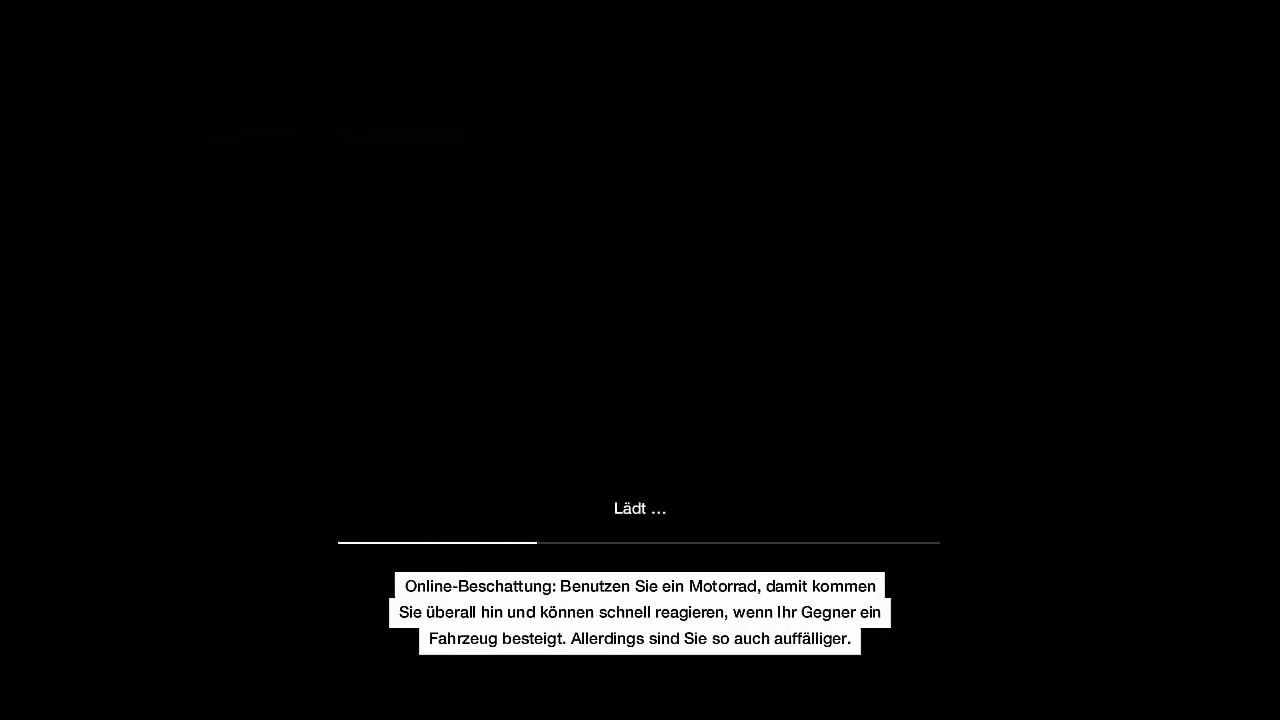 Lädt ...
Online-Beschattung: Benutzen Sie ein Motorrad, damit kommen
Sie überall hin und können schnell reagieren, wenn Ihr Gegner ein
Fahrzeug besteigt. Allerdings sind Sie so auch auffälliger.